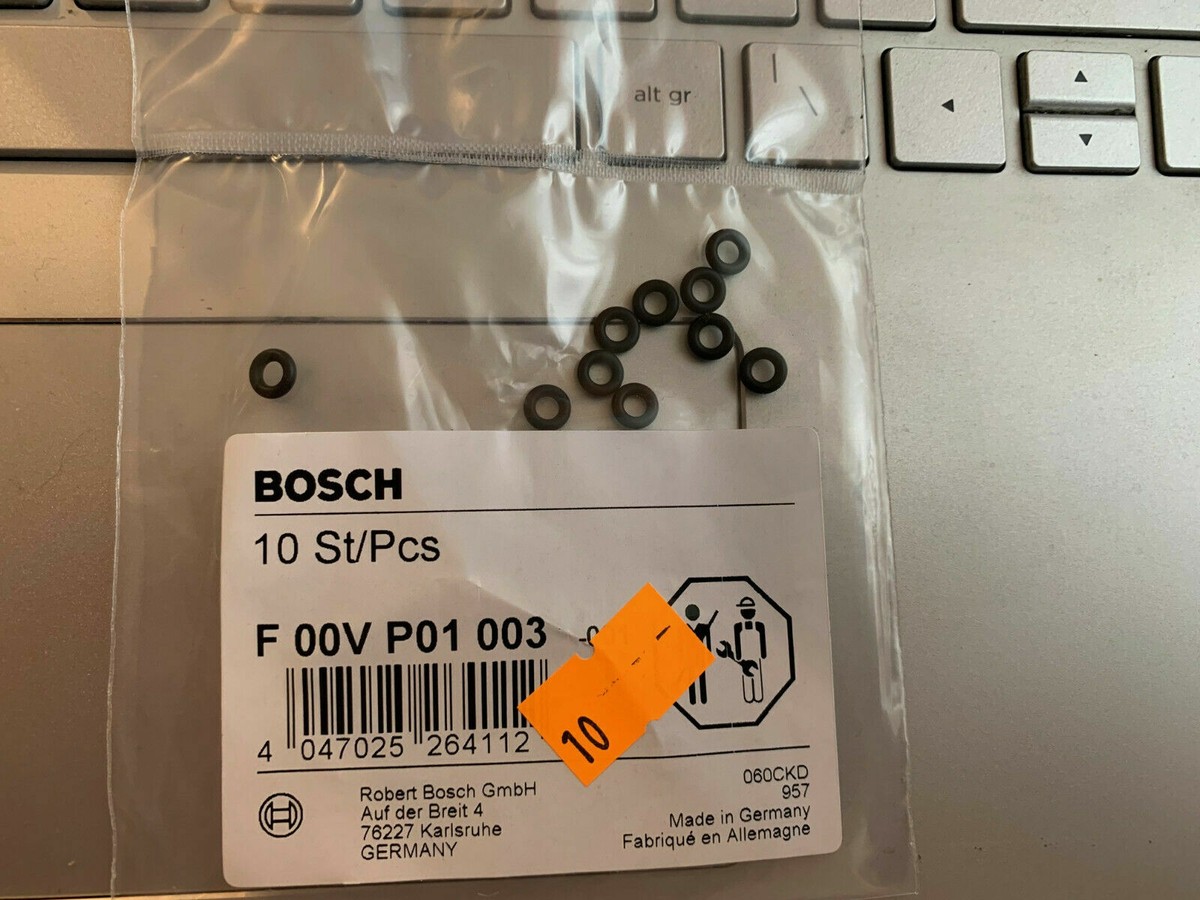 alt gr
BOSCH
10 St/Pcs
F 00V P01 003
10
4 047025 264112
Robert Bosch GmbH
Auf der Breit 4
76227 Karlsruhe
GERMANY
060CKD
957
Made in Germany
Fabriqué en Allemagne